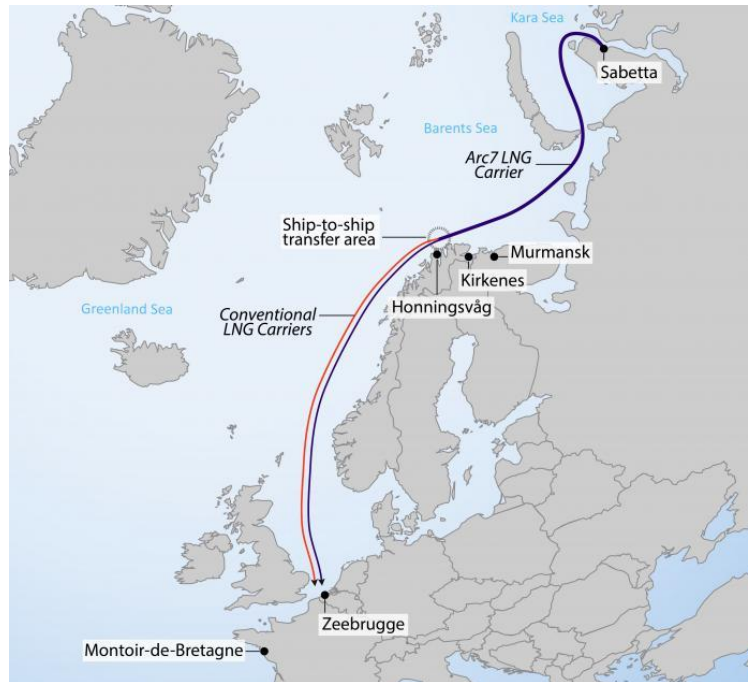 Kara Sea
Sabetta
Barents Sea
Arc7 LNG
Carrier
Ship-to-ship
transfer area
Murmansk
Kirkenes
Honningsvåg
Greenland Sea
Conventional
LNG Carriers
Zeebrugge
Montoir-de-Bretagne